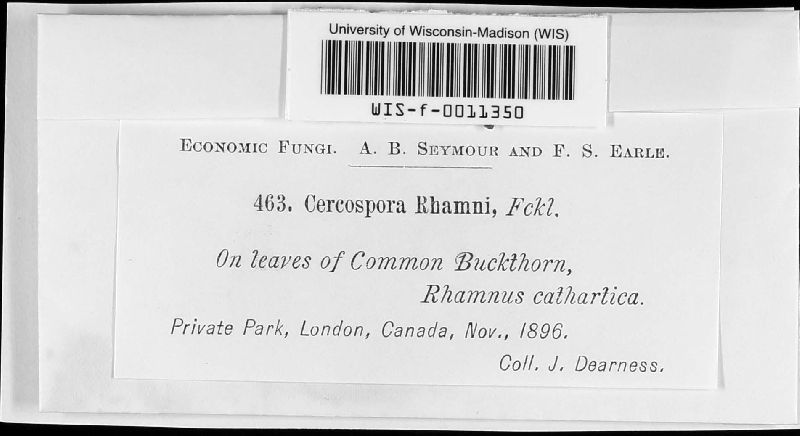 University of Wisconsin-Madison (WIS)
WIS-f-0011350
ECONOMIC FUNGI. A. B. SEYMOUR AND F. S. EARLE.
463. Cercospora Rhamni, Fckl.
On leaves of Common Buckthorn,
Rhamnus cathartica.
Private Park, London, Canada, Nov., 1896.
Coll. J. Dearness.